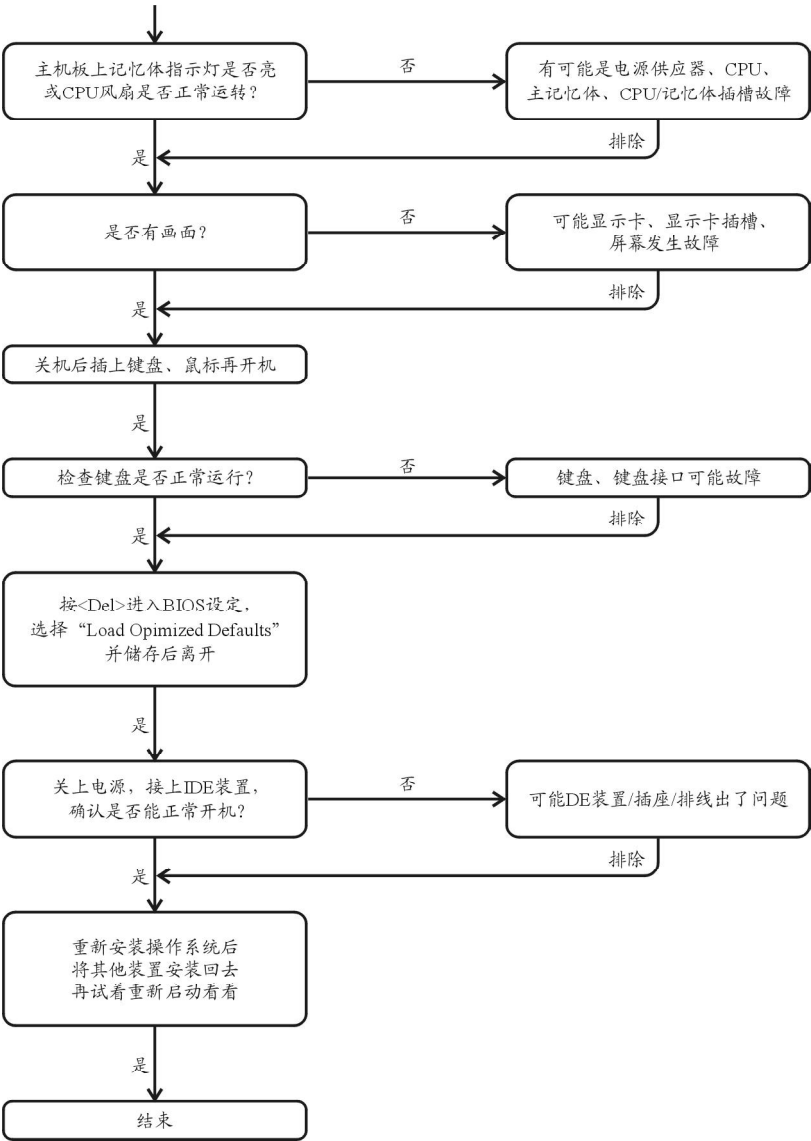 主机板上记忆体指示灯是否亮
或CPU风扇是否正常运转？
否
有可能是电源供应器、CPU、
主记忆体、CPU/记忆体插槽故障
排除
是
是否有画面？
否
可能显示卡、显示卡插槽、
屏幕发生故障
排除
是
关机后插上键盘、鼠标再开机
是
检查键盘是否正常运行？
否
键盘、键盘接口可能故障
排除
是
按<Del>进入BIOS设定，
选择“Load Opimized Defaults”
并储存后离开
是
关上电源，接上IDE装置，
确认是否能正常开机？
否
可能DE装置/插座/排线出了问题
排除
是
重新安装操作系统后
将其他装置安装回去
再试着重新启动看看
是
结束